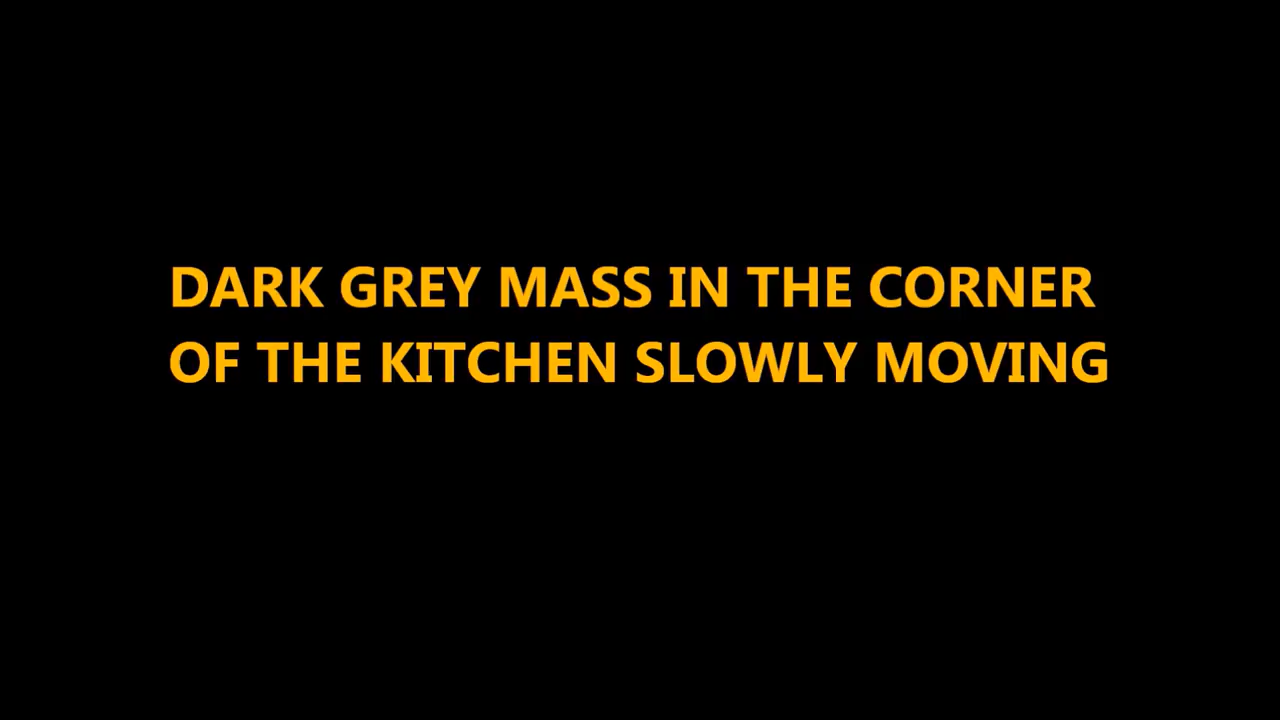 DARK GREY MASS IN THE CORNER
OF THE KITCHEN SLOWLY MOVING